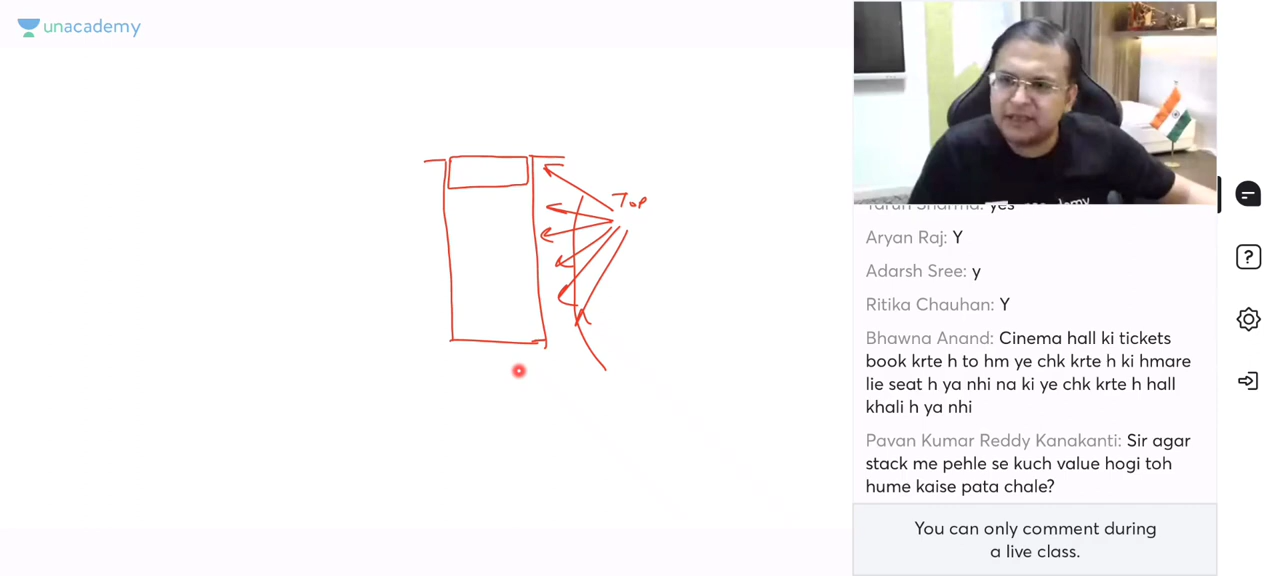 unacademy
Top
Tarun Sharma: yes
Aryan Raj: Y
Adarsh Sree: y
Ritika Chauhan: Y
Bhawna Anand: Cinema hall ki tickets
book krte h to hm ye chk krte h ki hmare
lie seat h ya nhi na ki ye chk krte h hall
khali h ya nhi
Pavan Kumar Reddy Kanakanti: Sir agar
stack me pehle se kuch value hogi toh
hume kaise pata chale?
You can only comment during
a live class.